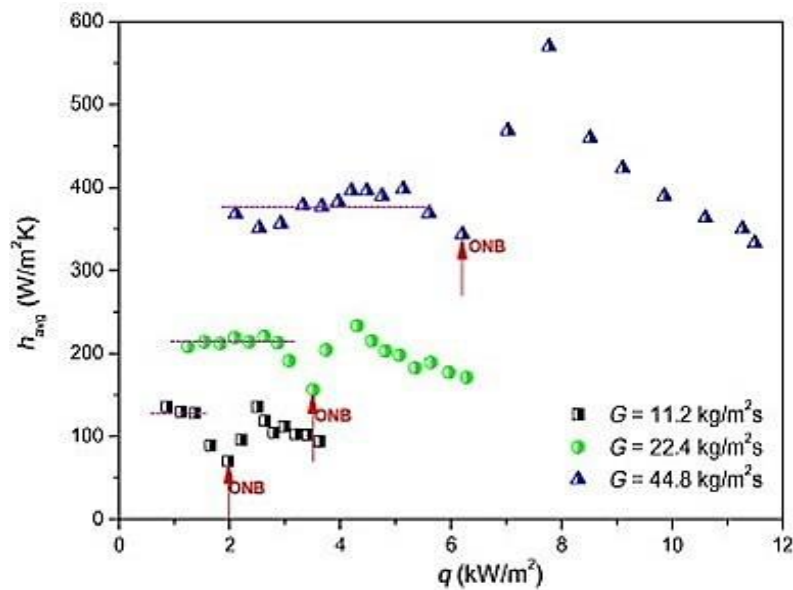 600
500
400
300
200
100
0
h_avg (W/m²K)
ONB
ONB
ONB
G = 11.2 kg/m²s
G = 22.4 kg/m²s
G = 44.8 kg/m²s
0 2 4 6 8 10 12
q (kW/m²)